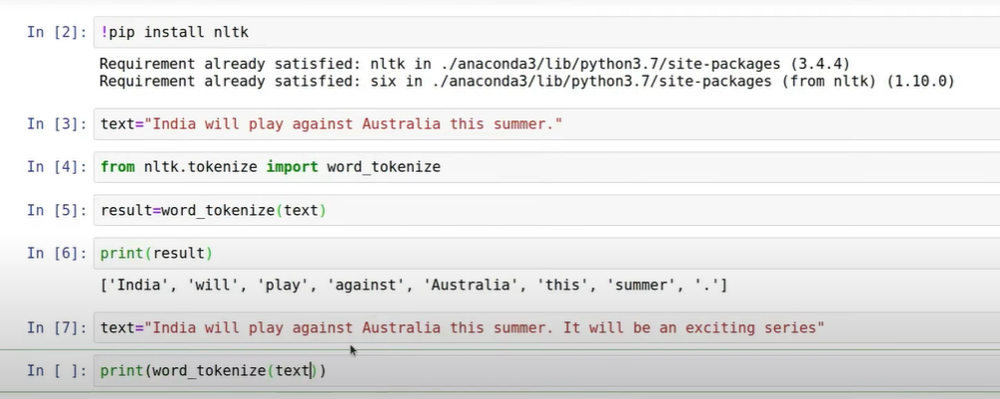 In [2]: !pip install nltk
Requirement already satisfied: nltk in ./anaconda3/lib/python3.7/site-packages (3.4.4)
Requirement already satisfied: six in ./anaconda3/lib/python3.7/site-packages (from nltk) (1.10.0)
In [3]: text="India will play against Australia this summer."
In [4]: from nltk.tokenize import word_tokenize
In [5]: result=word_tokenize(text)
In [6]: print(result)
['India', 'will', 'play', 'against', 'Australia', 'this', 'summer', '.']
In [7]: text="India will play against Australia this summer. It will be an exciting series"
In [ ]: print(word_tokenize(text))